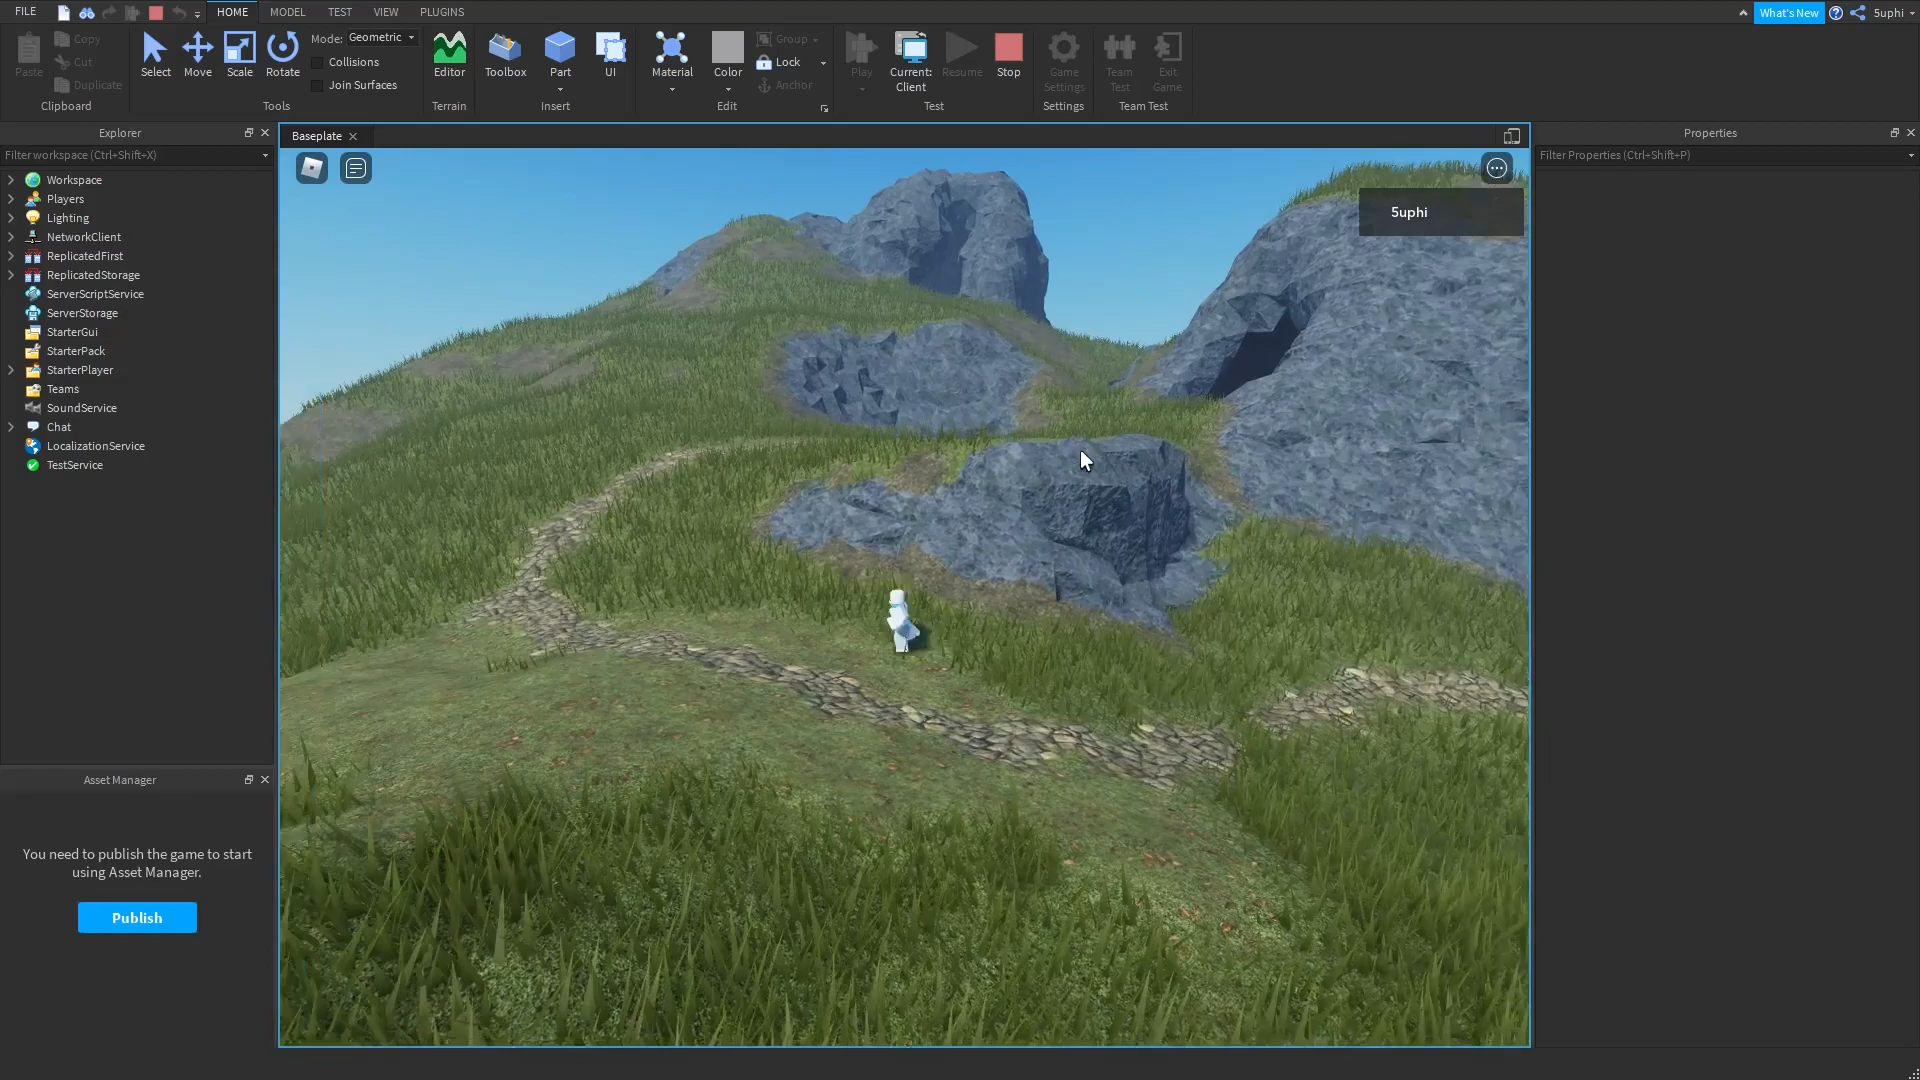 FILE HOME MODEL TEST VIEW PLUGINS What's New 5uphi
Paste Copy Cut Duplicate
Clipboard
Select Move Scale Rotate
Mode: Geometric
Collisions
Join Surfaces
Tools
Editor
Terrain
Toolbox Part UI
Insert
Material Color Group Lock Anchor
Edit
Play Current: Client Resume Stop
Test
Game Settings
Settings
Team Test Exit Game
Team Test
Explorer
Filter workspace (Ctrl+Shift+X)
Workspace
Players
Lighting
NetworkClient
ReplicatedFirst
ReplicatedStorage
ServerScriptService
ServerStorage
StarterGui
StarterPack
StarterPlayer
Teams
SoundService
Chat
LocalizationService
TestService
Asset Manager
You need to publish the game to start
using Asset Manager.
Publish
Baseplate
5uphi
Properties
Filter Properties (Ctrl+Shift+P)